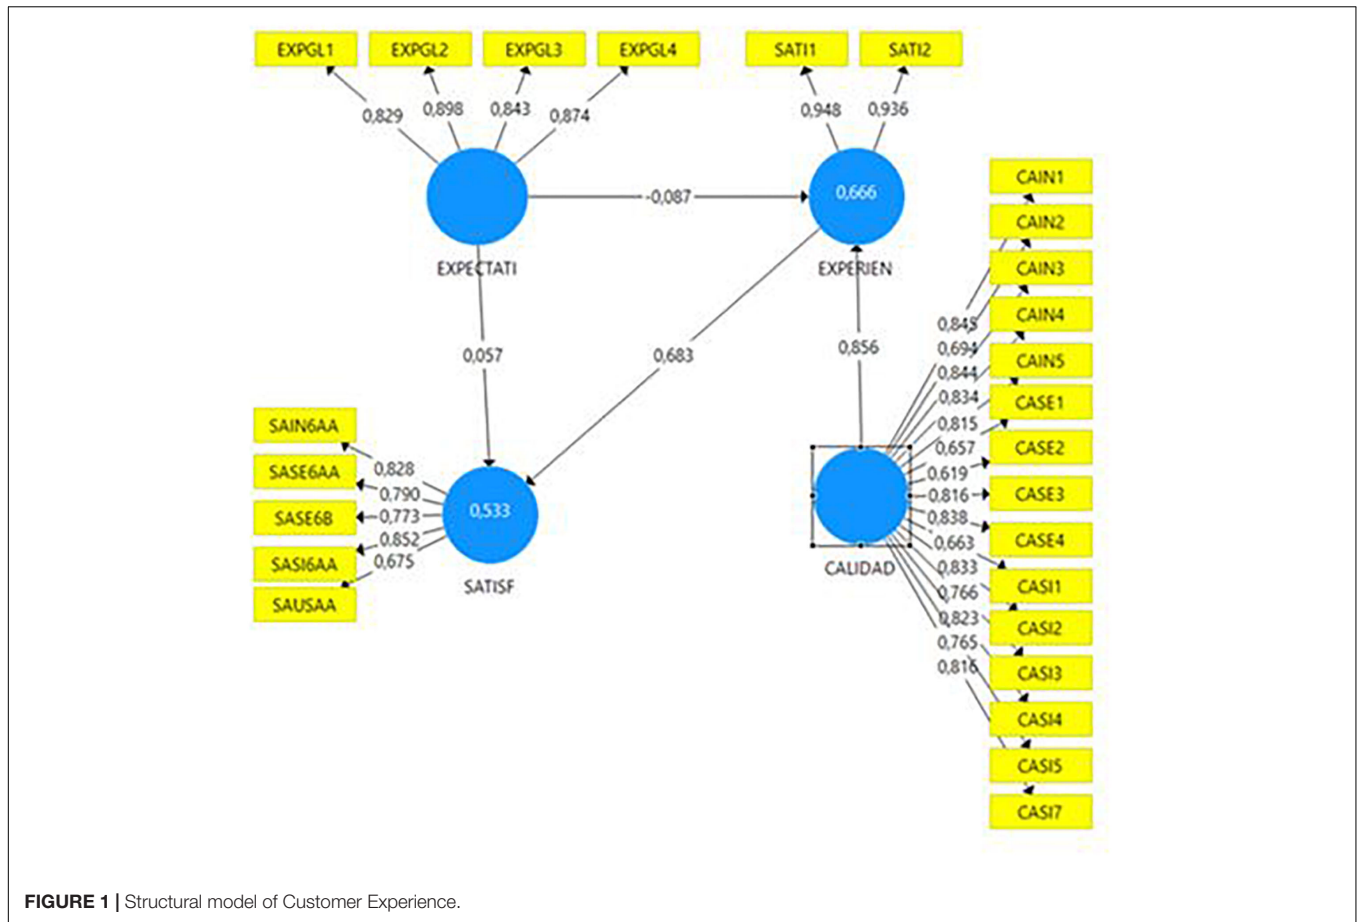 EXPGL1 EXPGL2 EXPGL3 EXPGL4 SATI1 SATI2
0,829 0,898 0,843 0,874 0,948 0,936
-0,087
0,666
EXPECTATI
EXPERIEN
0,057
0,683
0,856
SAIN6AA
SASE6AA
SASE6B
SASI6AA
SAUSAA
0,828
0,790
0,773
0,852
0,675
0,533
SATISF
CALIDAD
0,845
0,694
0,844
0,834
0,815
0,657
0,619
0,816
0,838
0,663
0,833
0,766
0,823
0,765
0,816
CAIN1
CAIN2
CAIN3
CAIN4
CAIN5
CASE1
CASE2
CASE3
CASE4
CASI1
CASI2
CASI3
CASI4
CASI5
CASI7
FIGURE 1 | Structural model of Customer Experience.